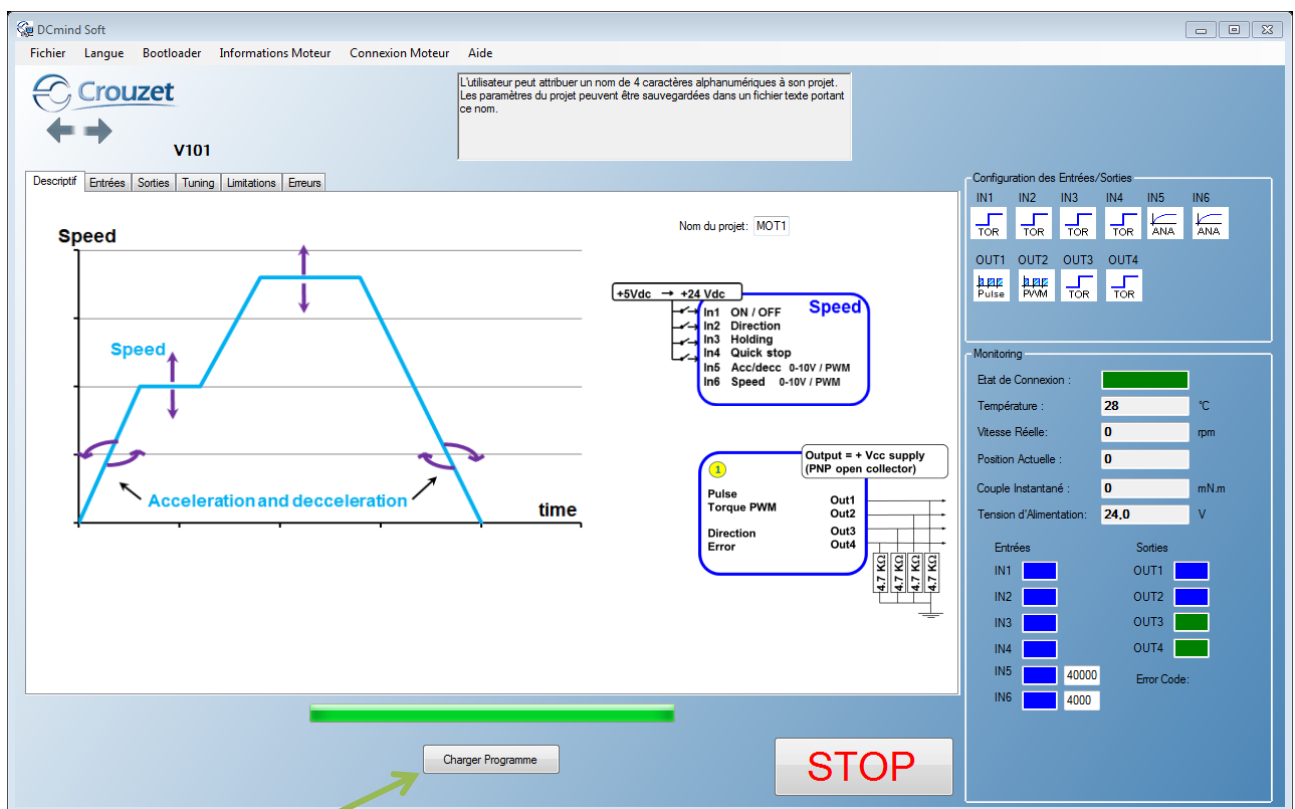 DCmind Soft
Fichier Langue Bootloader Informations Moteur Connexion Moteur Aide
Crouzet
V101
L'utilisateur peut attribuer un nom de 4 caractères alphanumériques à son projet.
Les paramètres du projet peuvent être sauvegardées dans un fichier texte portant
ce nom.
Descriptif Entrées Sorties Tuning Limitations Erreurs
Speed
Speed
Acceleration and decceleration
time
Nom du projet: MOT1
+5Vdc → +24 Vdc
Speed
In1 ON / OFF
In2 Direction
In3 Holding
In4 Quick stop
In5 Acc/decc 0-10V / PWM
In6 Speed 0-10V / PWM
Output = + Vcc supply
(PNP open collector)
1
Pulse Out1
Torque PWM Out2
Direction Out3
Error Out4
4.7 KΩ 4.7 KΩ 4.7 KΩ 4.7 KΩ
Charger Programme
STOP
Configuration des Entrées/Sorties
IN1 IN2 IN3 IN4 IN5 IN6
TOR TOR TOR TOR ANA ANA
OUT1 OUT2 OUT3 OUT4
Pulse PWM TOR TOR
Monitoring
Etat de Connexion :
Température : 28 °C
Vitesse Réelle: 0 rpm
Position Actuelle : 0
Couple Instantané : 0 mN.m
Tension d'Alimentation: 24,0 V
Entrées Sorties
IN1 OUT1
IN2 OUT2
IN3 OUT3
IN4 OUT4
IN5 40000 Error Code:
IN6 4000